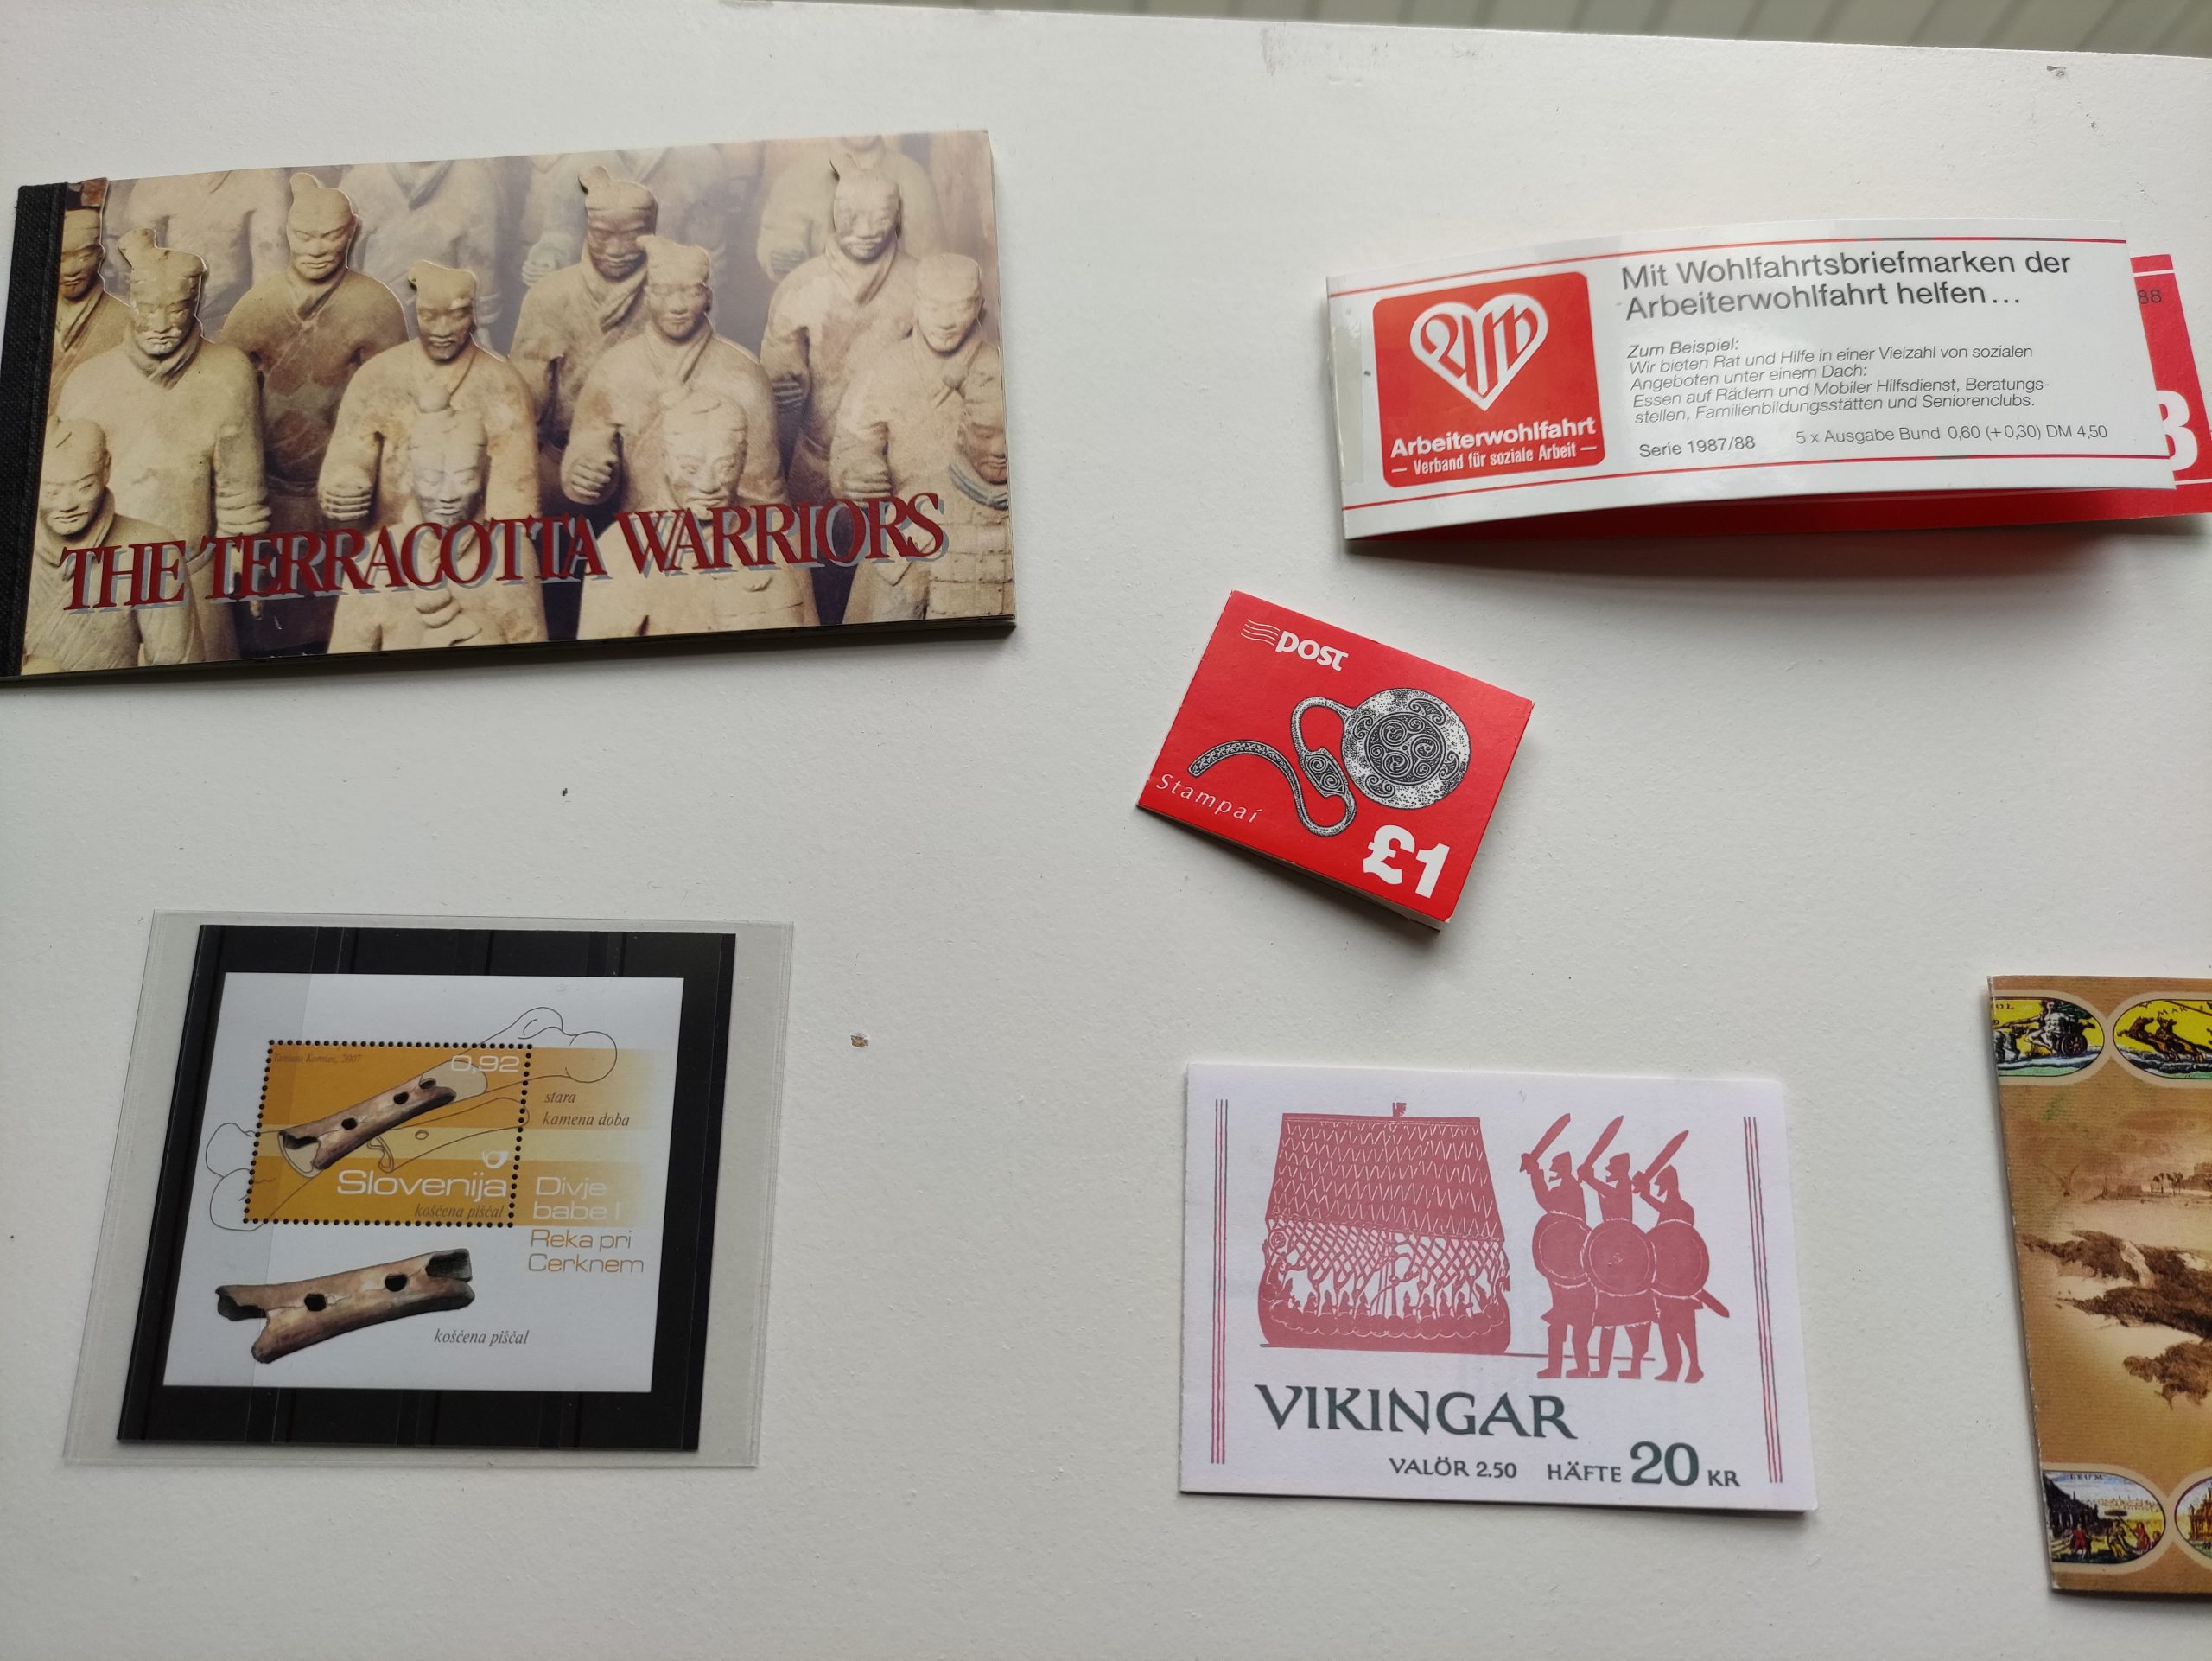 THE TERRACOTTA WARRIORS
Mit Wohlfahrtsbriefmarken der
Arbeiterwohlfahrt helfen...
Zum Beispiel:
Wir bieten Rat und Hilfe in einer Vielzahl von sozialen
Angeboten unter einem Dach:
Essen auf Rädern und Mobiler Hilfsdienst, Beratungs-
stellen, Familienbildungsstätten und Seniorenclubs.
Serie 1987/88 5 x Ausgabe Bund 0,60 (+0,30) DM 4,50
Arbeiterwohlfahrt
— Verband für soziale Arbeit —
88
post
Stampaí
£1
2007
0,92
stara
kamena doba
Slovenija
koščena piščal
Divje
babe I
Reka pri
Cerknem
koščena piščal
VIKINGAR
VALÖR 2.50 HÄFTE 20 KR